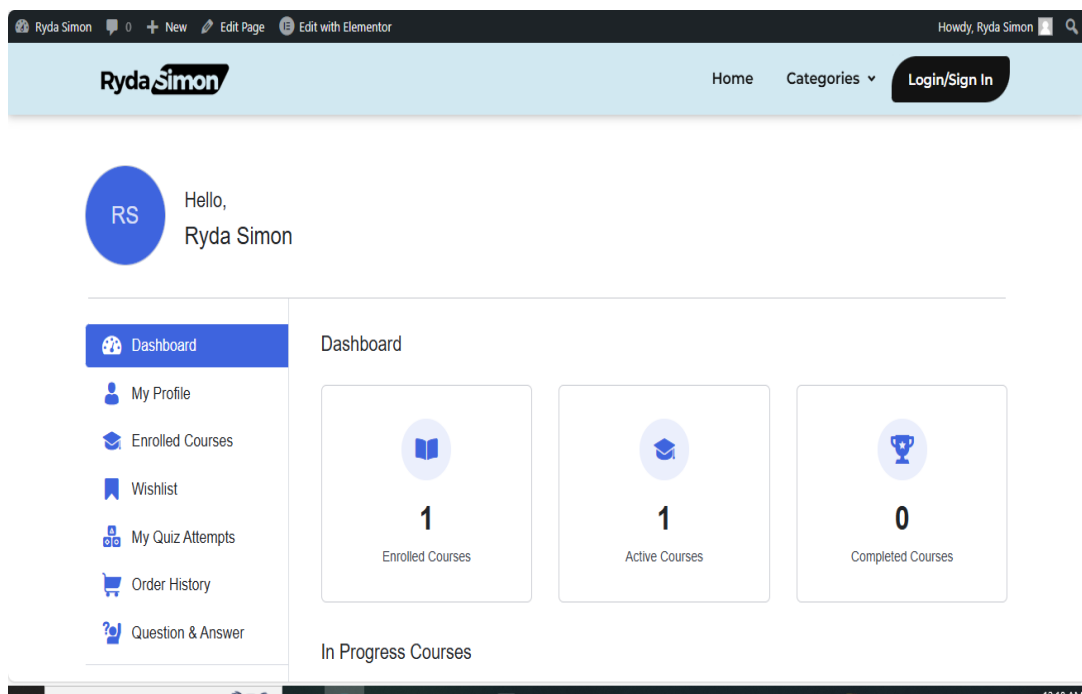 Ryda Simon 0 New Edit Page Edit with Elementor Howdy, Ryda Simon
Ryda Simon Home Categories Login/Sign In
RS
Hello,
Ryda Simon
Dashboard
My Profile
Enrolled Courses
Wishlist
My Quiz Attempts
Order History
Question & Answer
Dashboard
1
Enrolled Courses
1
Active Courses
0
Completed Courses
In Progress Courses